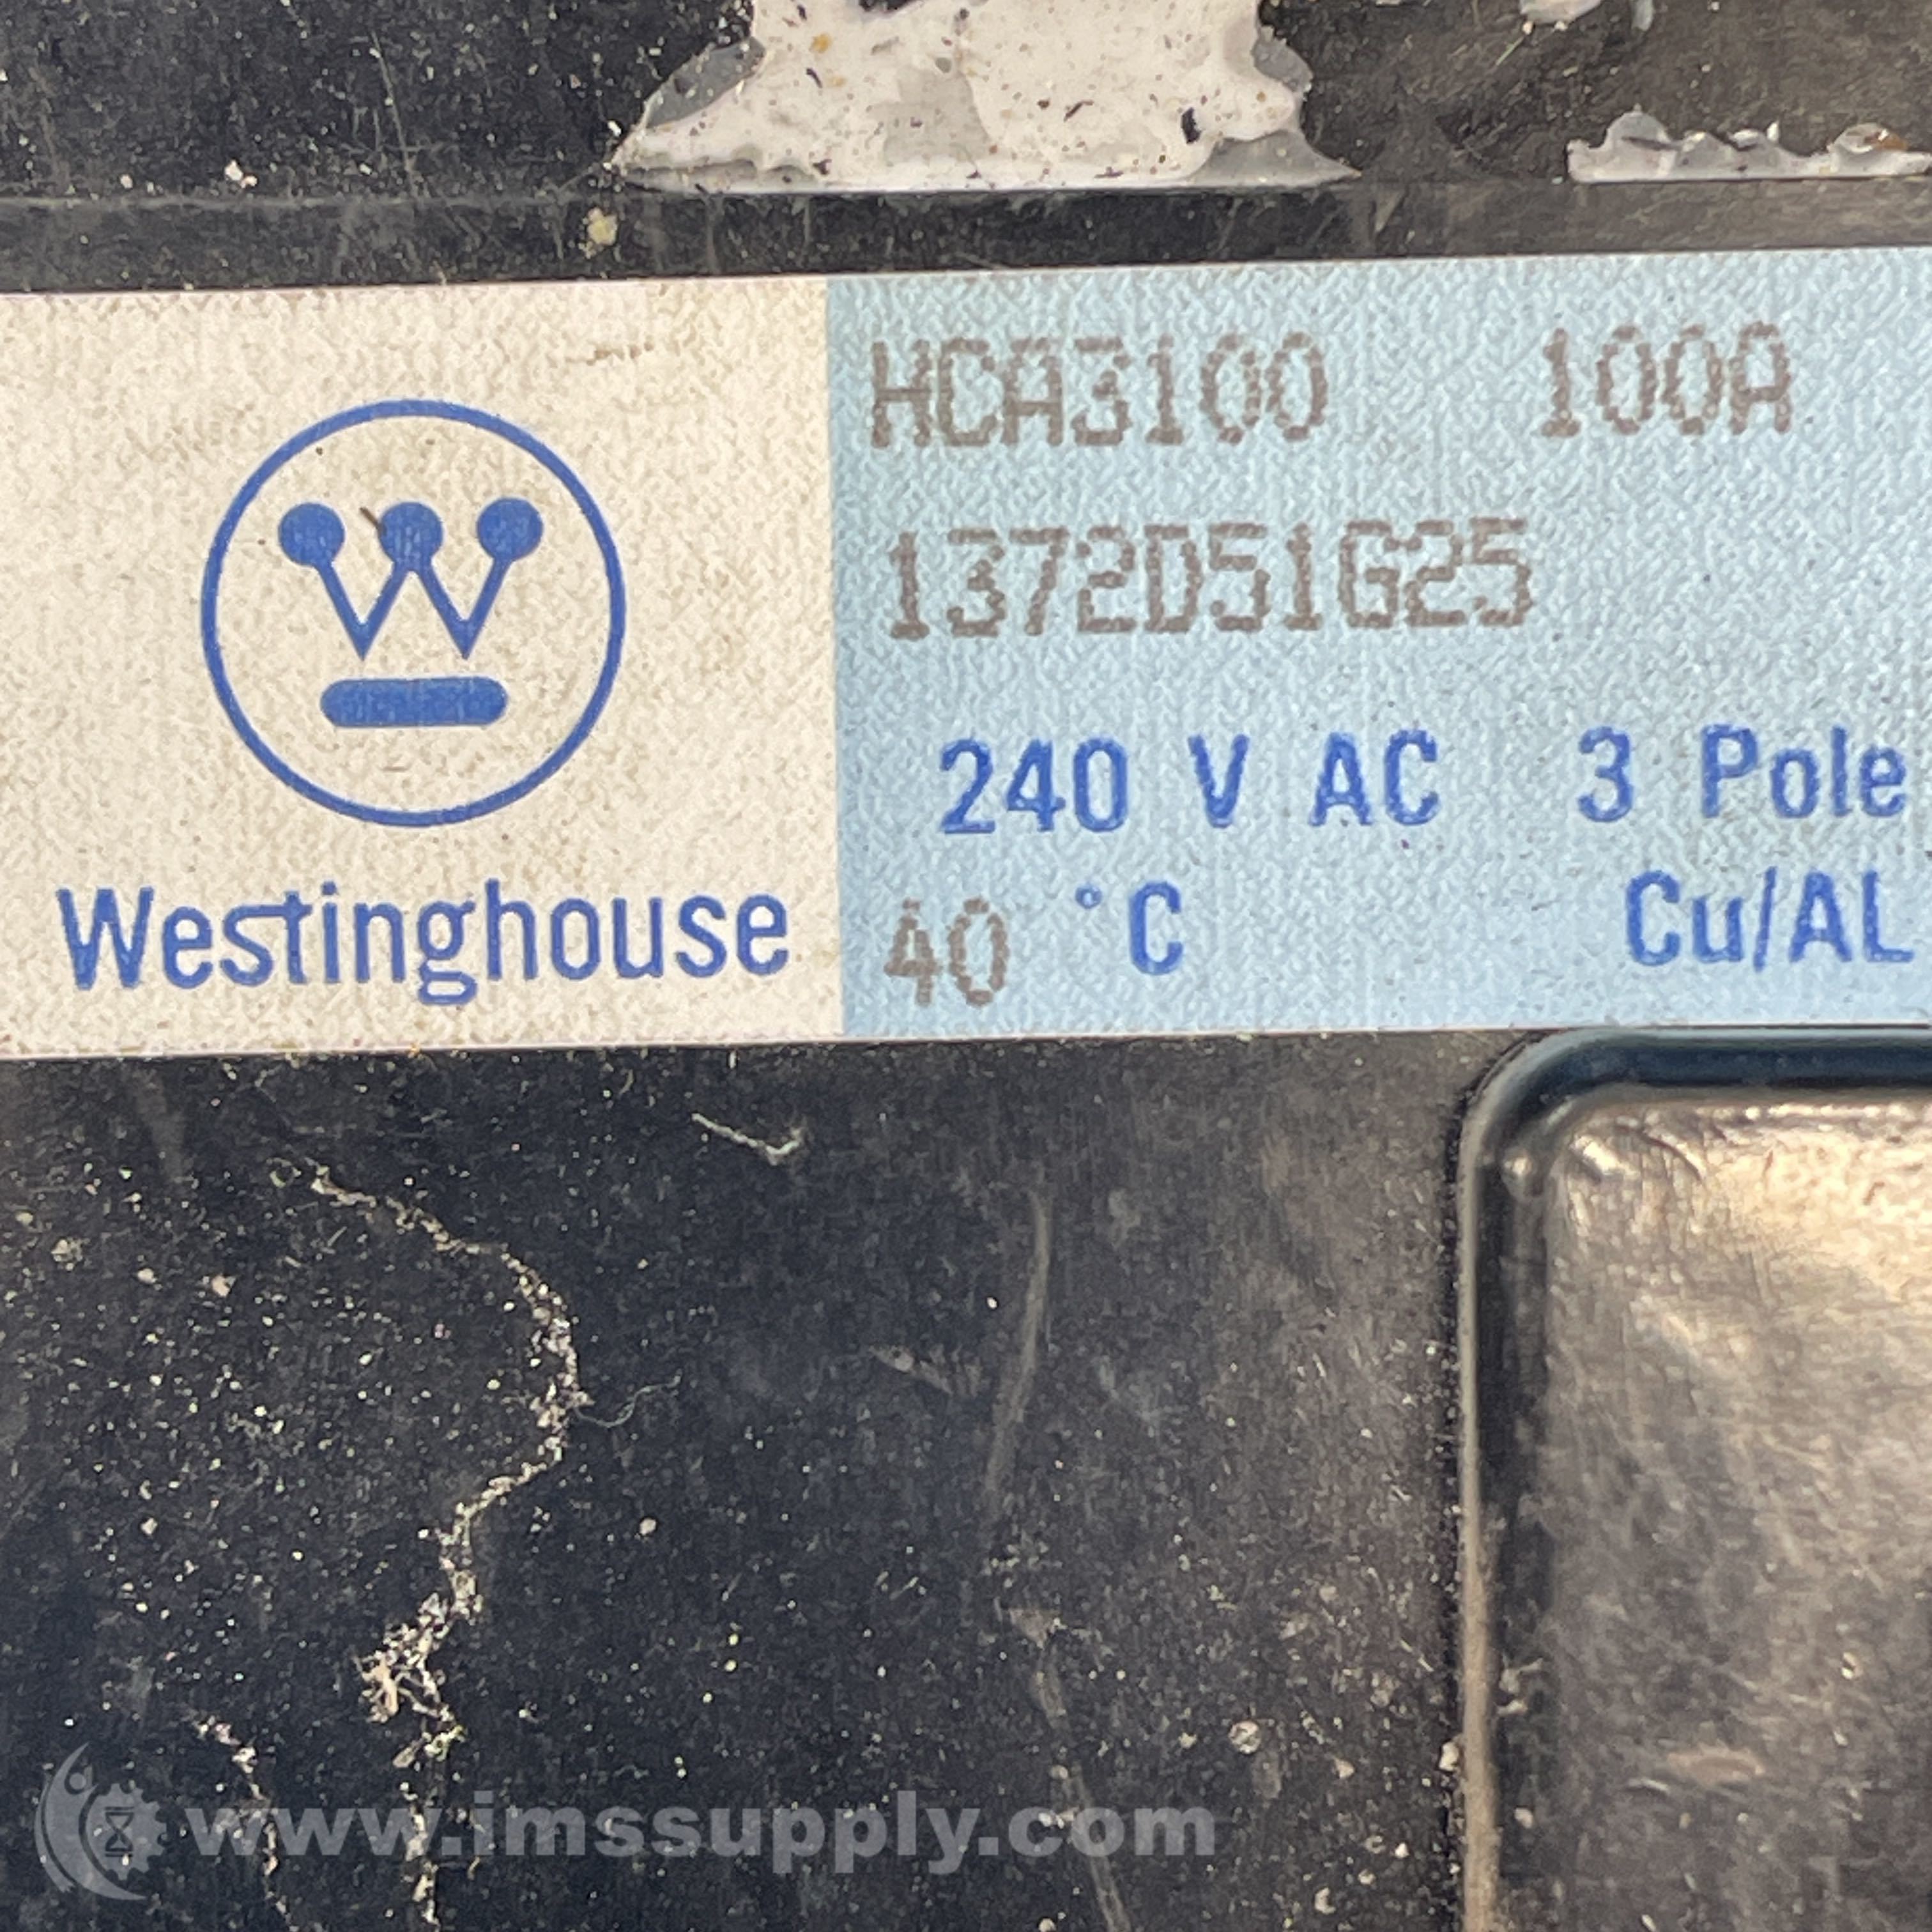 HCA3100 100A
1372D51G25
240 V AC 3 Pole
40 °C Cu/AL
W
Westinghouse
www.imssupply.com